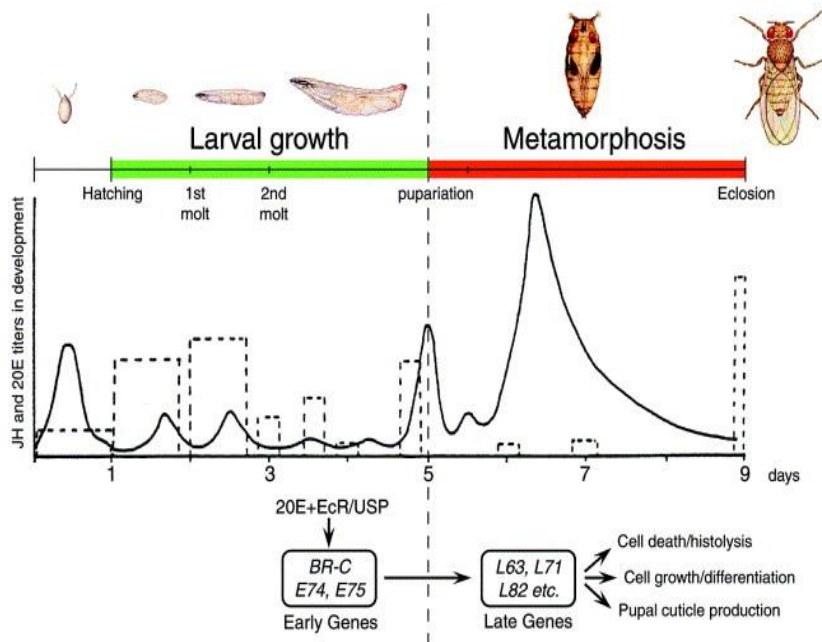 Larval growth
Metamorphosis
Hatching
1st
molt
2nd
molt
pupariation
Eclosion
JH and 20E titers in development
1
3
5
7
9
days
20E+EcR/USP
BR-C
E74, E75
Early Genes
L63, L71
L82 etc.
Late Genes
Cell death/histolysis
Cell growth/differentiation
Pupal cuticle production